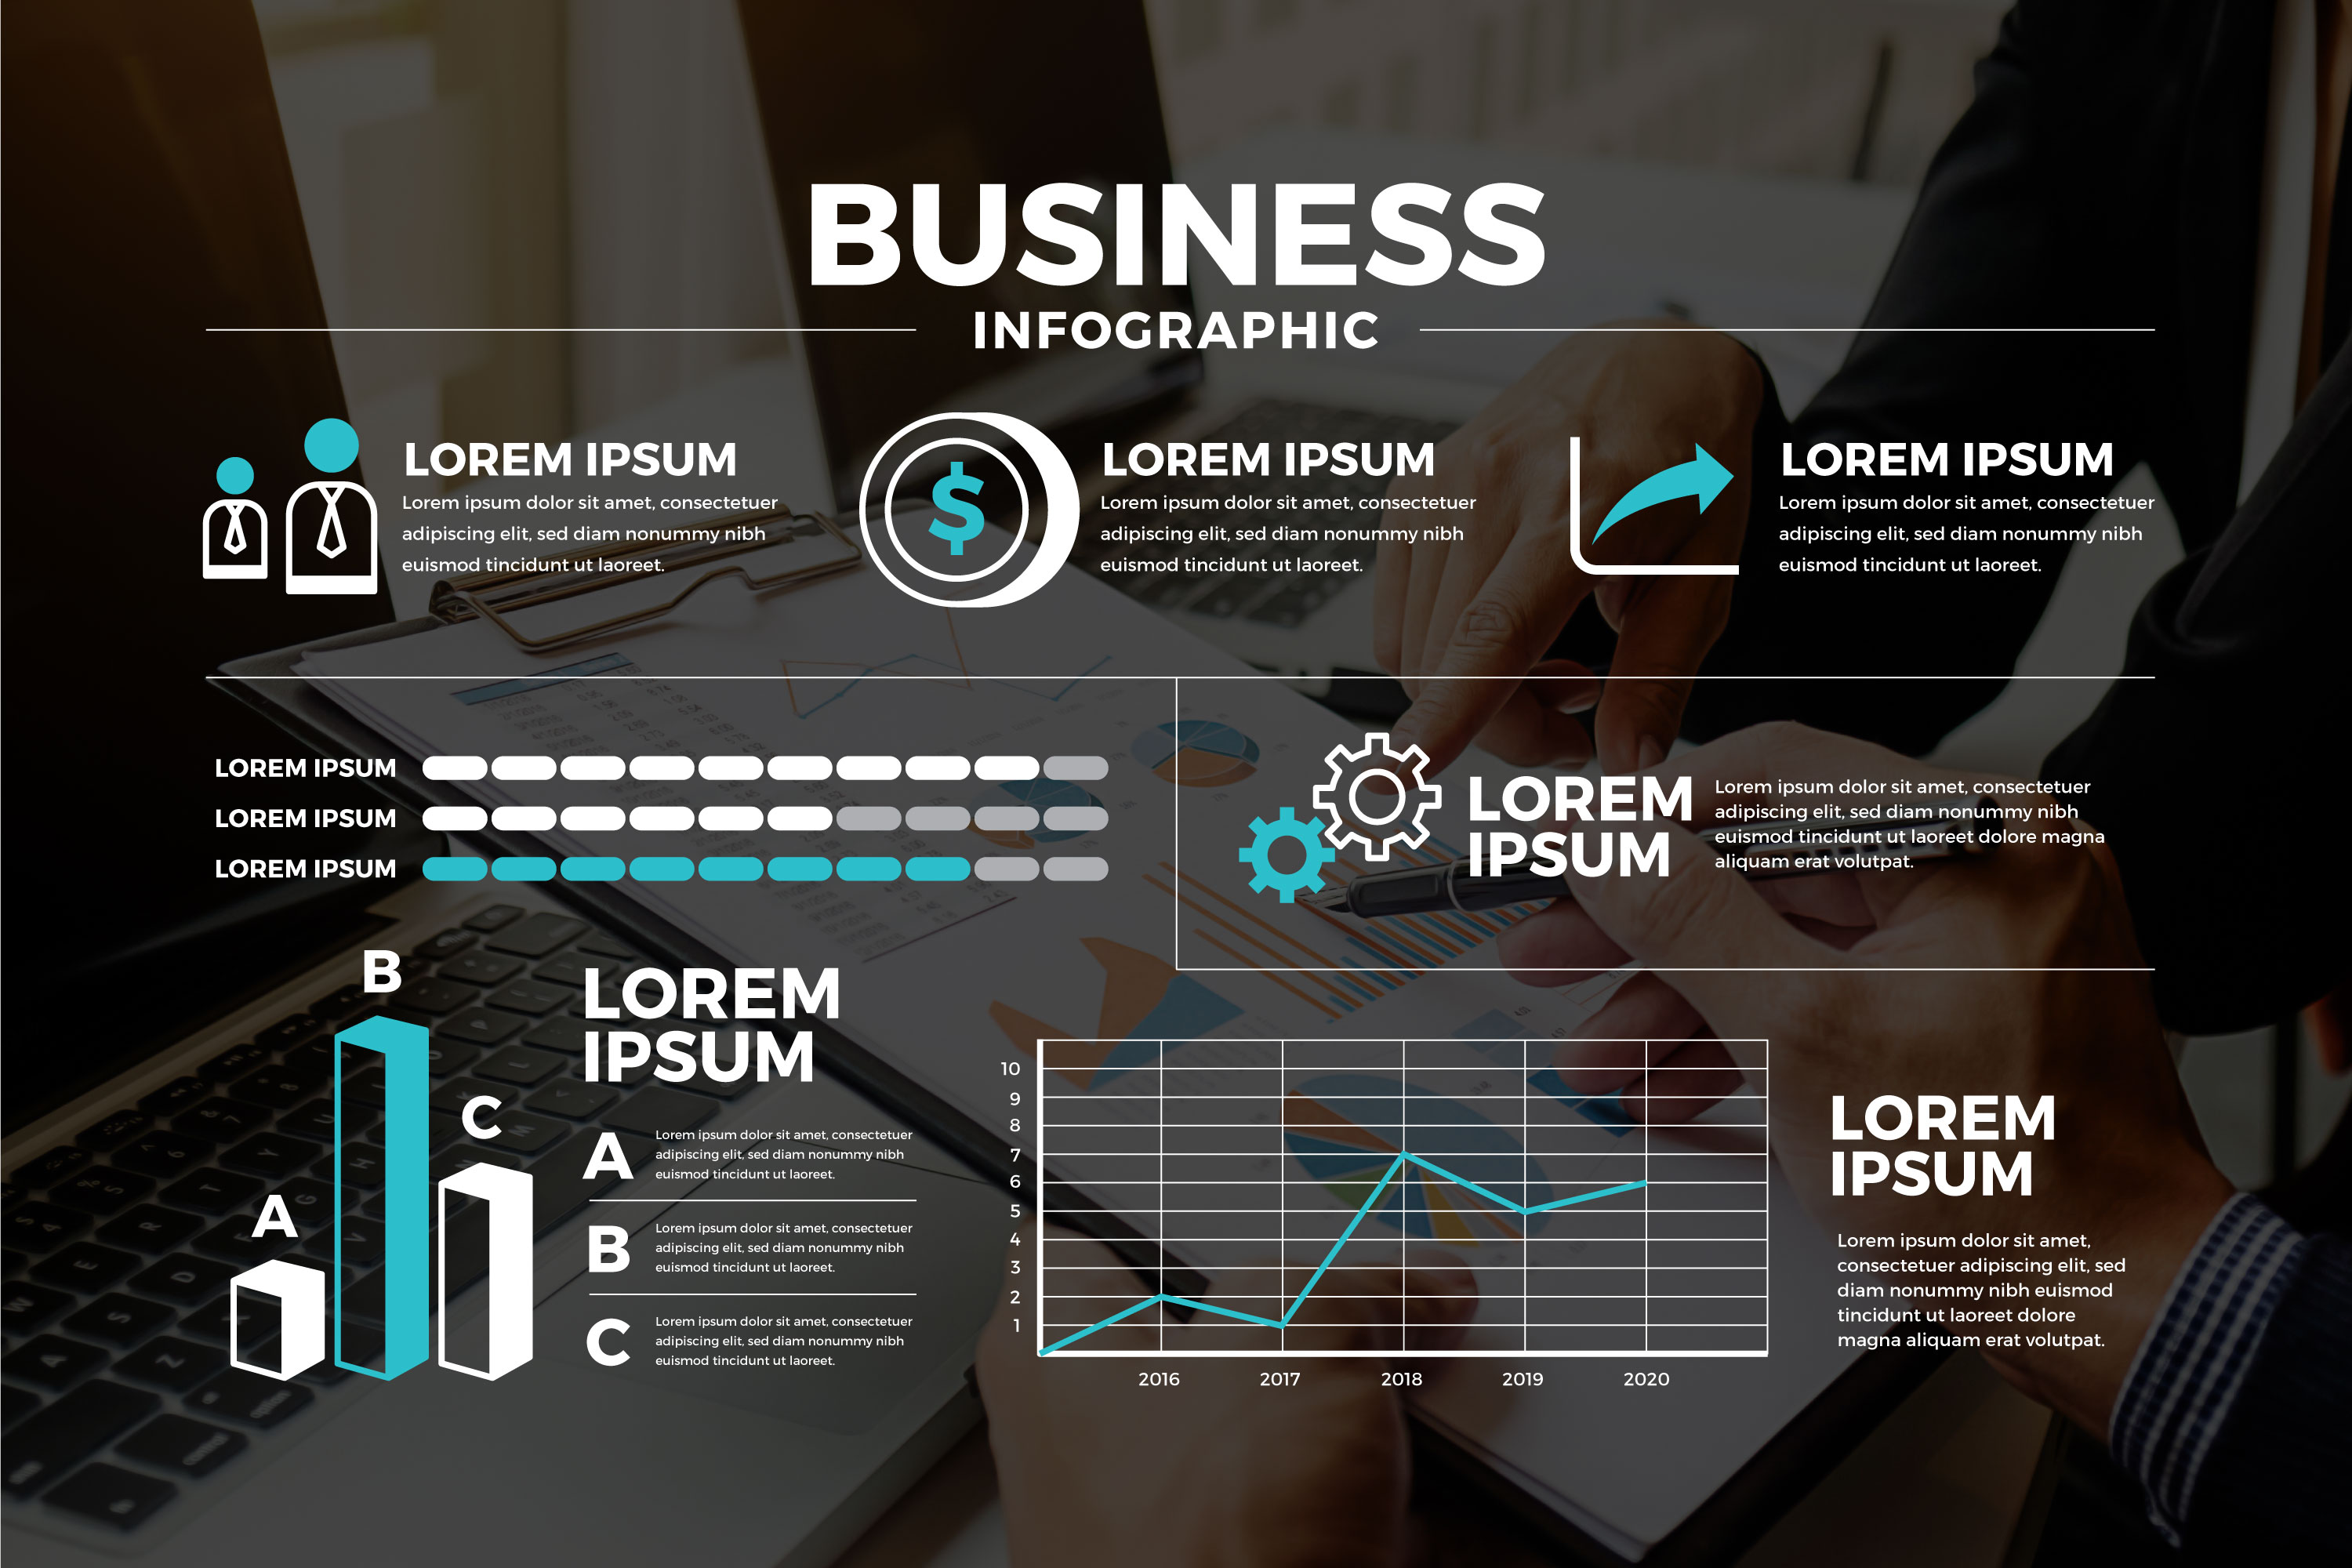 BUSINESS
INFOGRAPHIC
LOREM IPSUM
Lorem ipsum dolor sit amet, consectetuer
adipiscing elit, sed diam nonummy nibh
euismod tincidunt ut laoreet.
LOREM IPSUM
Lorem ipsum dolor sit amet, consectetuer
adipiscing elit, sed diam nonummy nibh
euismod tincidunt ut laoreet.
LOREM IPSUM
Lorem ipsum dolor sit amet, consectetuer
adipiscing elit, sed diam nonummy nibh
euismod tincidunt ut laoreet.
LOREM IPSUM
LOREM IPSUM
LOREM IPSUM
LOREM
IPSUM
Lorem ipsum dolor sit amet, consectetuer
adipiscing elit, sed diam nonummy nibh
euismod tincidunt ut laoreet dolore magna
aliquam erat volutpat.
A
B
C
LOREM
IPSUM
A
Lorem ipsum dolor sit amet, consectetuer
adipiscing elit, sed diam nonummy nibh
euismod tincidunt ut laoreet.
B
Lorem ipsum dolor sit amet, consectetuer
adipiscing elit, sed diam nonummy nibh
euismod tincidunt ut laoreet.
C
Lorem ipsum dolor sit amet, consectetuer
adipiscing elit, sed diam nonummy nibh
euismod tincidunt ut laoreet.
10
9
8
7
6
5
4
3
2
1
2016 2017 2018 2019 2020
LOREM
IPSUM
Lorem ipsum dolor sit amet,
consectetuer adipiscing elit, sed
diam nonummy nibh euismod
tincidunt ut laoreet dolore
magna aliquam erat volutpat.